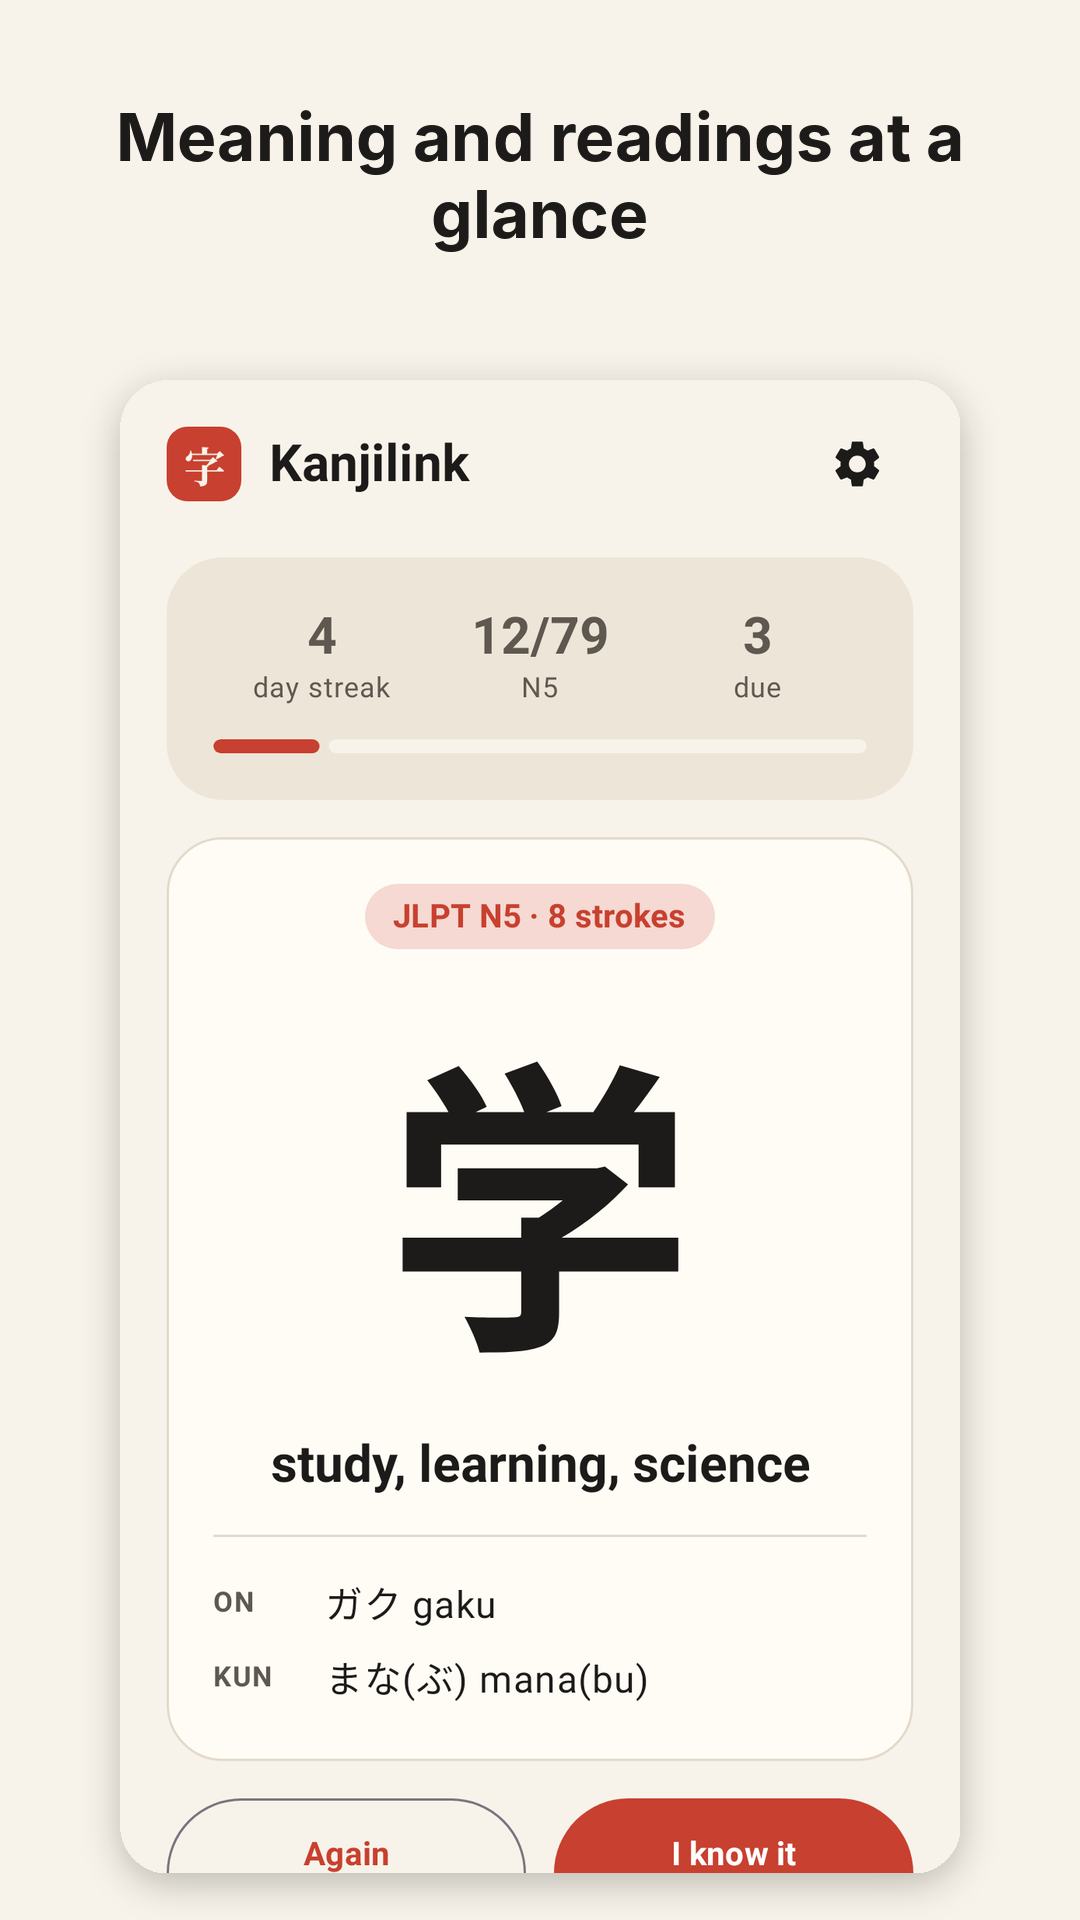 Meaning and readings at a
glance
字 Kanjilink
4 12/79 3
day streak N5 due
JLPT N5 · 8 strokes
学
study, learning, science
ON ガク gaku
KUN まな(ぶ) mana(bu)
Again I know it